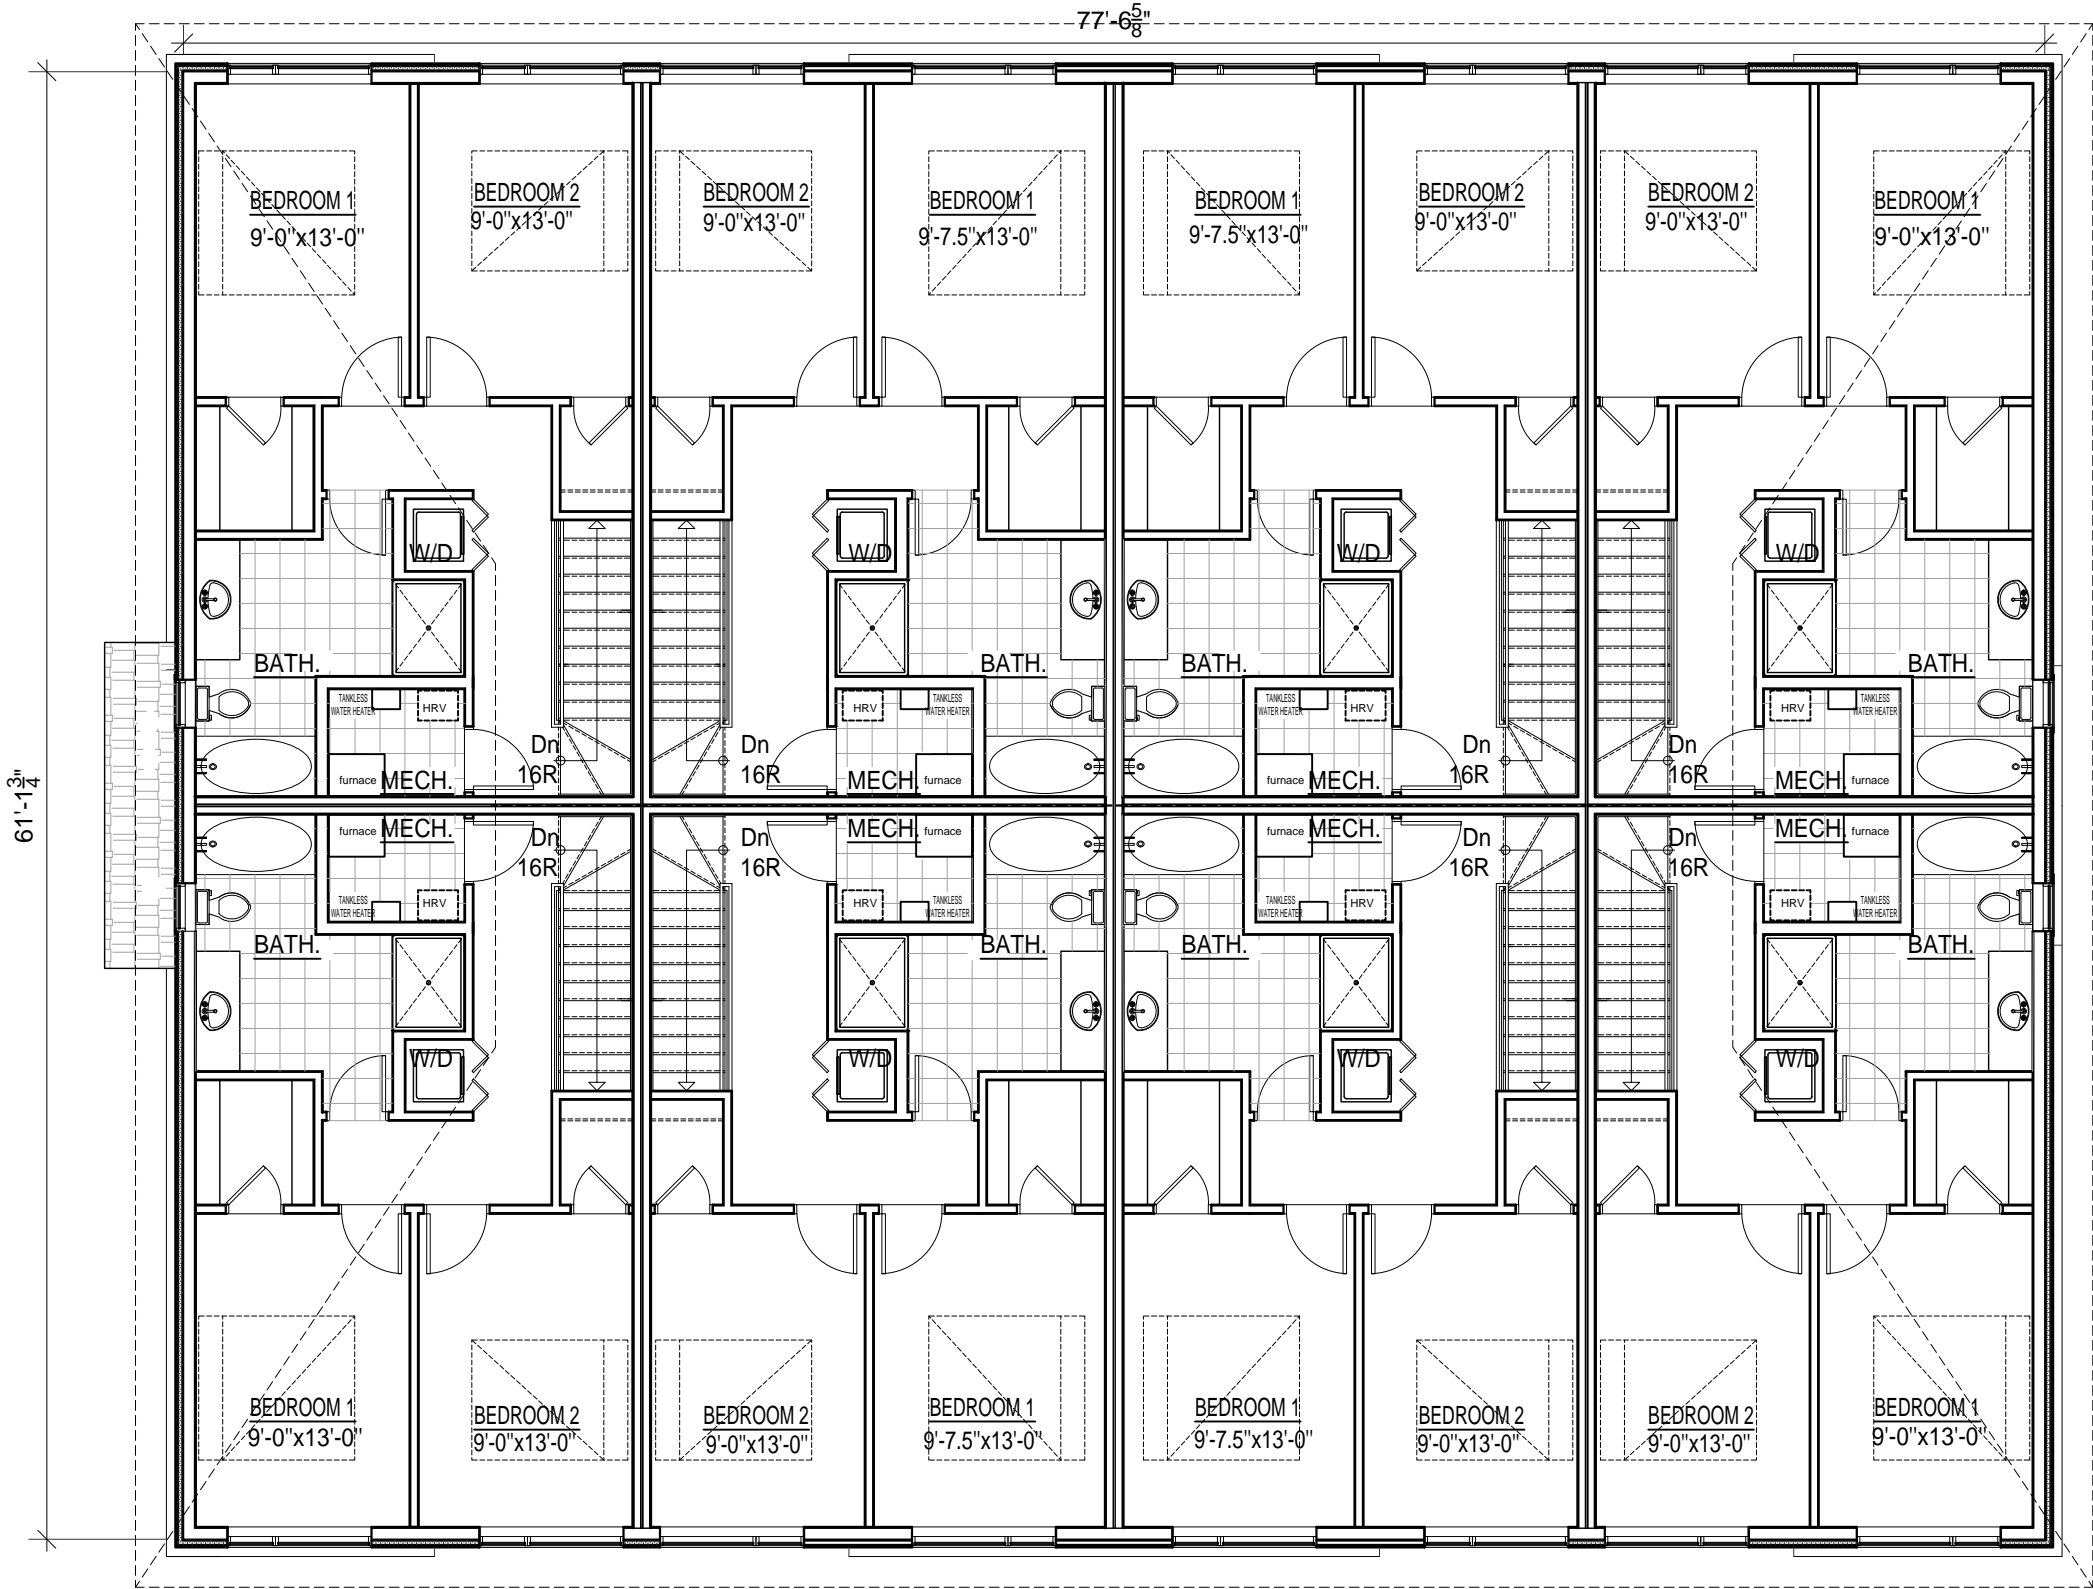 77'-6 5/8"
61'-1 3/4"
BEDROOM 1
9'-0"x13'-0"
BEDROOM 2
9'-0"x13'-0"
BEDROOM 2
9'-0"x13'-0"
BEDROOM 1
9'-7.5"x13'-0"
BEDROOM 1
9'-7.5"x13'-0"
BEDROOM 2
9'-0"x13'-0"
BEDROOM 2
9'-0"x13'-0"
BEDROOM 1
9'-0"x13'-0"
W/D
W/D
W/D
W/D
BATH.
BATH.
BATH.
BATH.
TANKLESS
WATER HEATER
HRV
HRV
TANKLESS
WATER HEATER
TANKLESS
WATER HEATER
HRV
HRV
TANKLESS
WATER HEATER
Dn
16R
Dn
16R
Dn
16R
Dn
16R
furnace
MECH.
MECH.
furnace
furnace
MECH.
MECH.
furnace
furnace
MECH.
MECH.
furnace
furnace
MECH.
MECH.
furnace
Dn
16R
Dn
16R
Dn
16R
Dn
16R
TANKLESS
WATER HEATER
HRV
HRV
TANKLESS
WATER HEATER
TANKLESS
WATER HEATER
HRV
HRV
TANKLESS
WATER HEATER
BATH.
BATH.
BATH.
BATH.
W/D
W/D
W/D
W/D
BEDROOM 1
9'-0"x13'-0"
BEDROOM 2
9'-0"x13'-0"
BEDROOM 2
9'-0"x13'-0"
BEDROOM 1
9'-7.5"x13'-0"
BEDROOM 1
9'-7.5"x13'-0"
BEDROOM 2
9'-0"x13'-0"
BEDROOM 2
9'-0"x13'-0"
BEDROOM 1
9'-0"x13'-0"